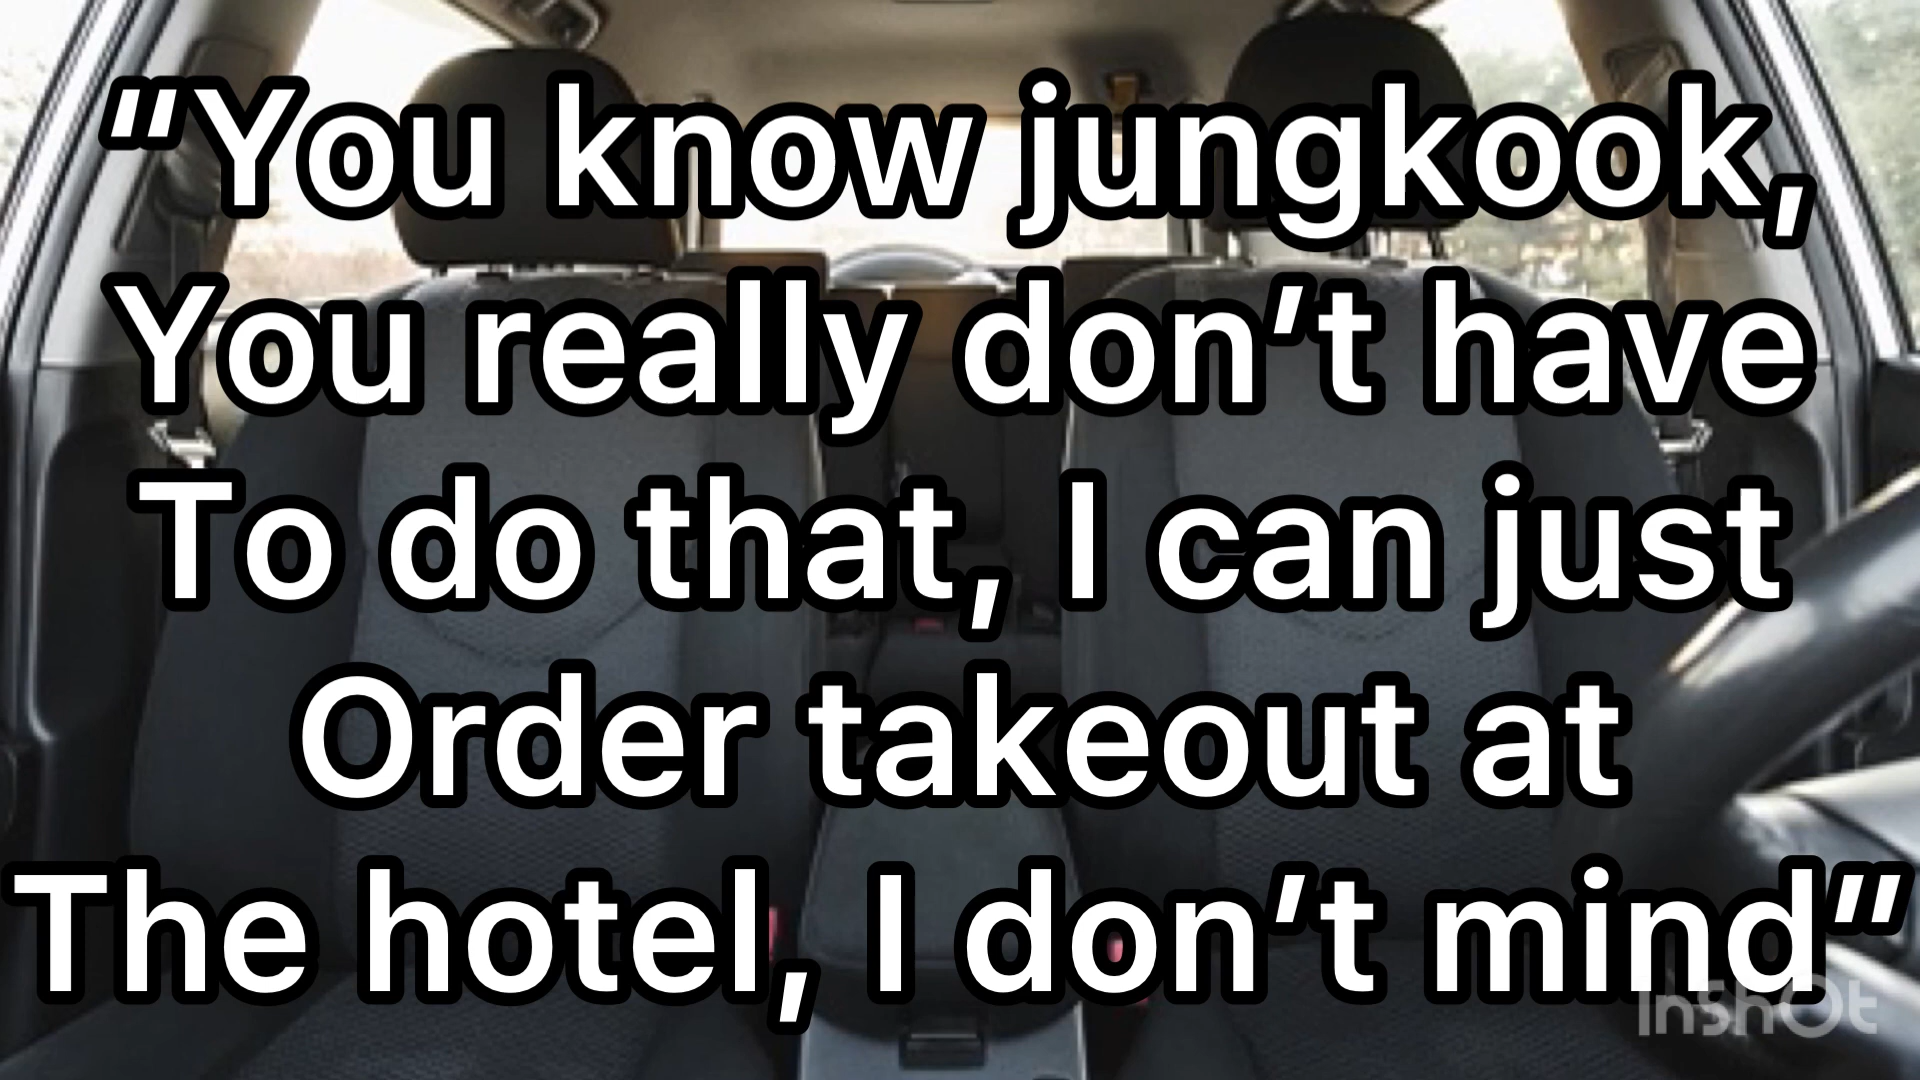 "You know jungkook,
You really don’t have
To do that, I can just
Order takeout at
The hotel, I don’t mind"
InShOt